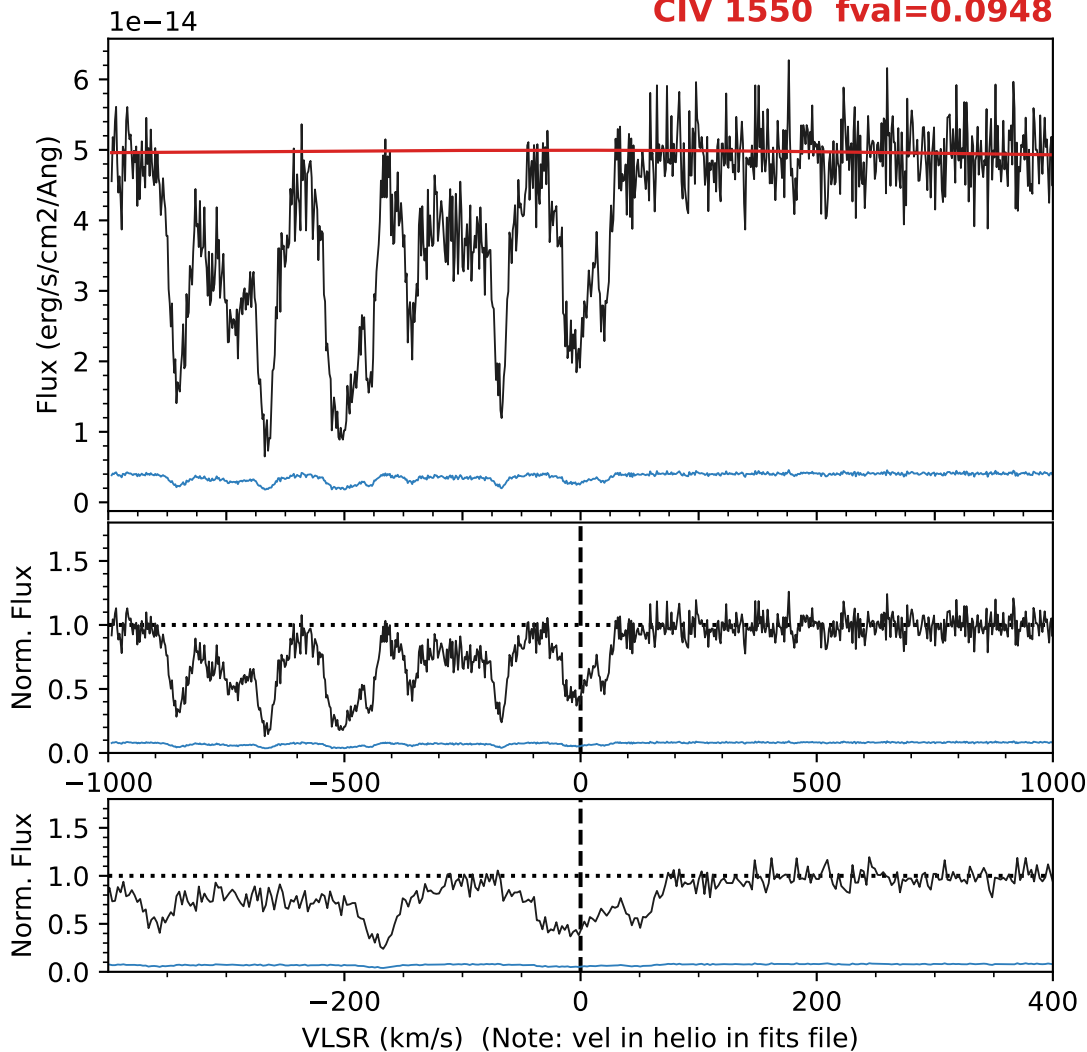 1e−14
CIV 1550 fval=0.0948
Flux (erg/s/cm2/Ang)
6
5
4
3
2
1
0
Norm. Flux
1.5
1.0
0.5
0.0
−1000 −500 0 500 1000
Norm. Flux
1.5
1.0
0.5
0.0
−200 0 200 400
VLSR (km/s) (Note: vel in helio in fits file)